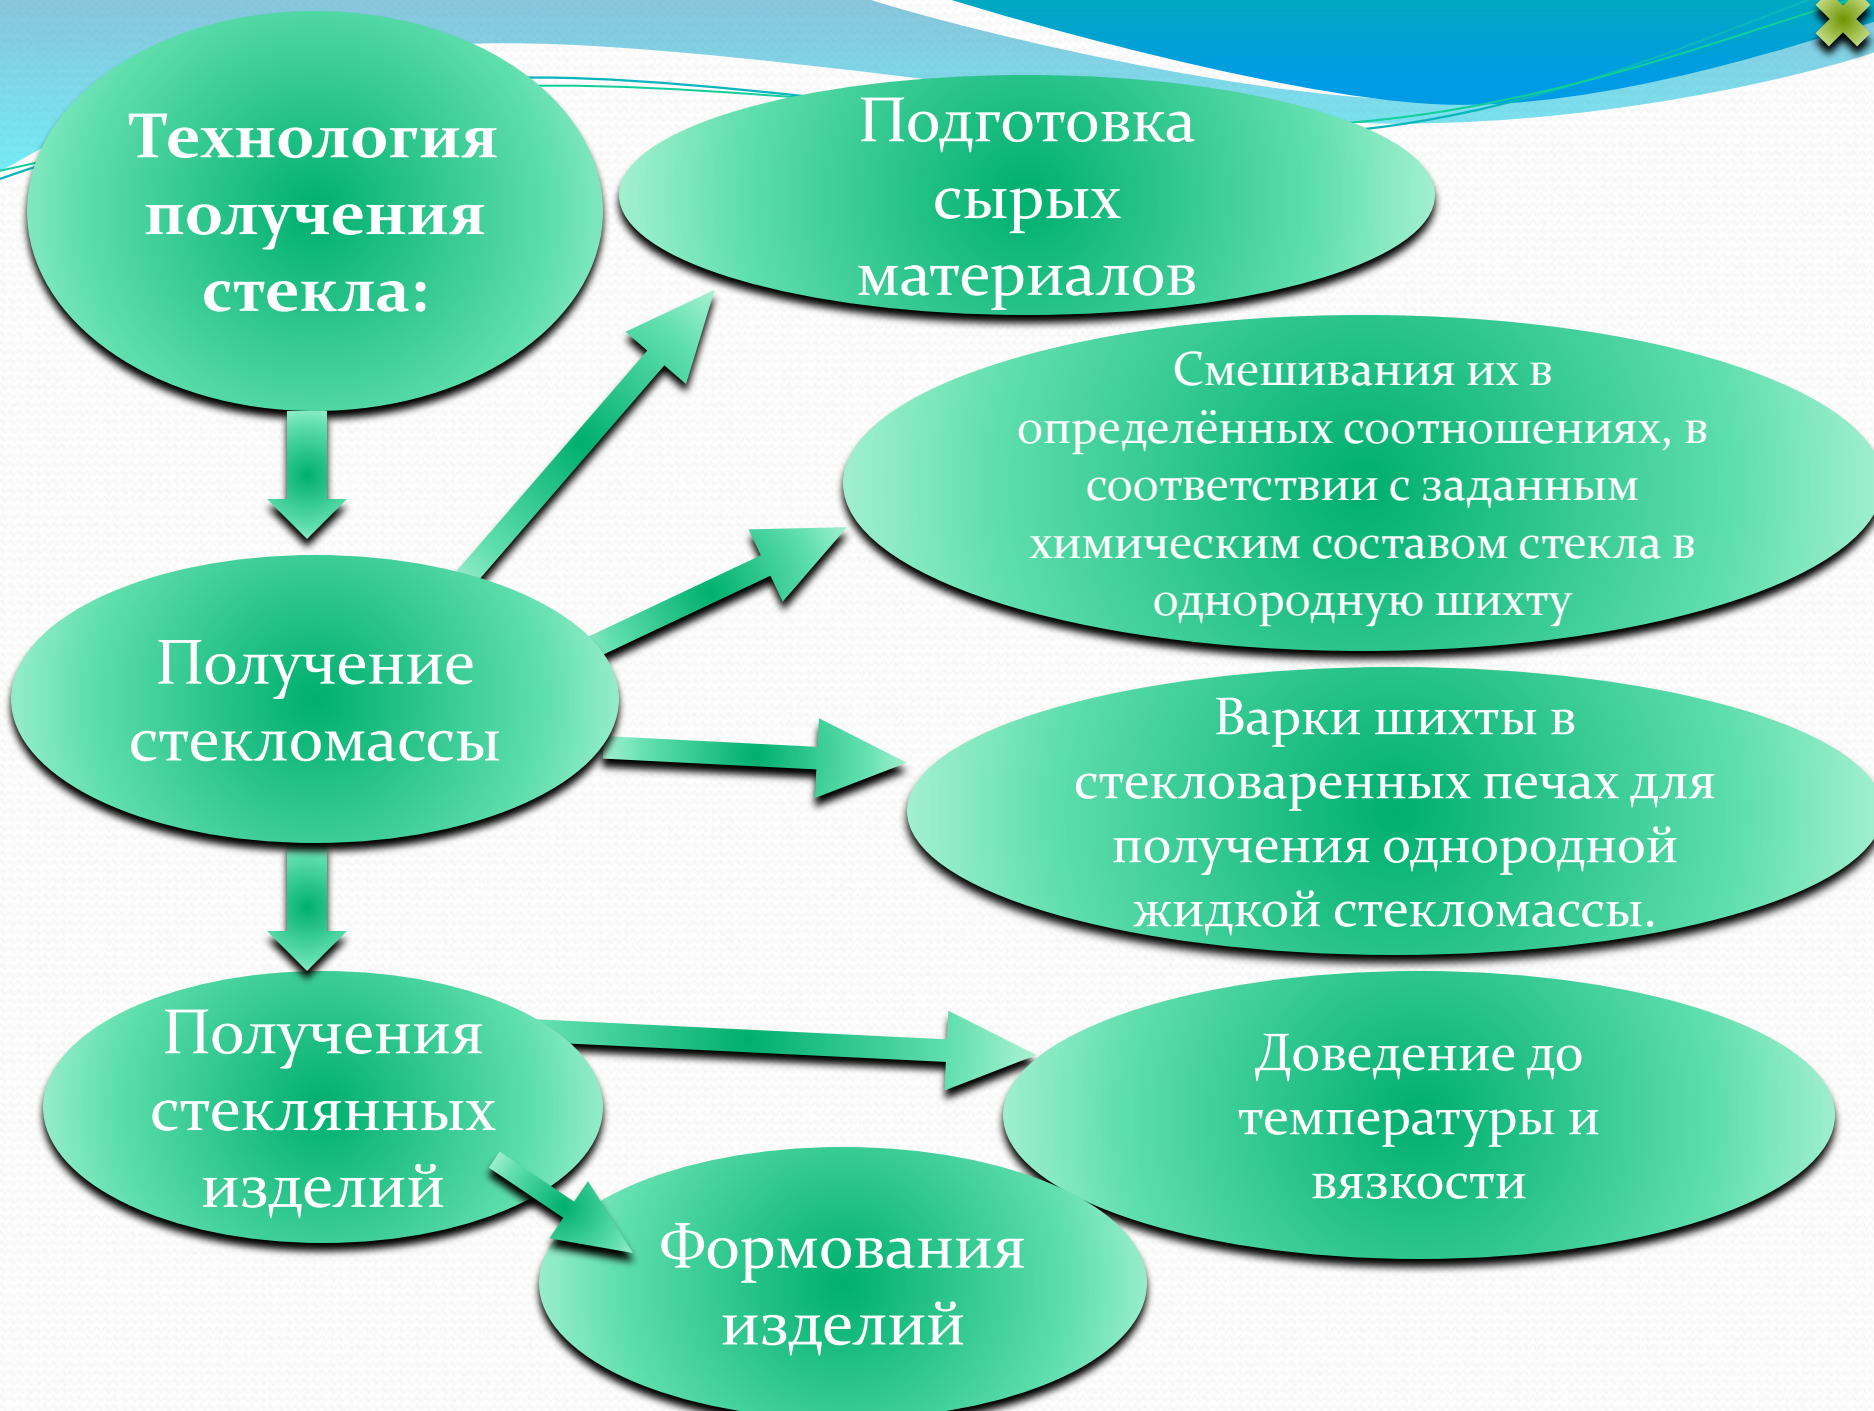 Технология
получения
стекла:
Подготовка
сырых
материалов
Смешивания их в
определённых соотношениях, в
соответствии с заданным
химическим составом стекла в
однородную шихту
Получение
стекломассы
Варки шихты в
стекловаренных печах для
получения однородной
жидкой стекломассы.
Получения
стеклянных
изделий
Доведение до
температуры и
вязкости
Формования
изделий